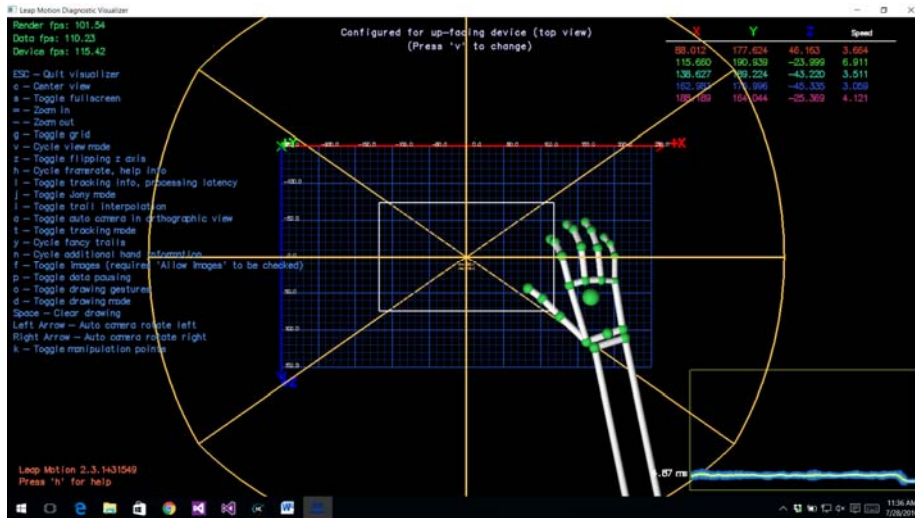 Leap Motion Diagnostic Visualizer
Render fps: 101.54
Data fps: 110.23
Device fps: 115.42
Configured for up-facing device (top view)
(Press 'v' to change)
X Y Z Speed
88.012 177.624 46.163 3.664
115.660 190.939 -23.999 6.911
138.627 -43.220 3.511
-45.335 3.059
164.044 -25.369 4.121
ESC - Quit visualizer
c - Center view
s - Toggle fullscreen
= - Zoom in
- - Zoom out
g - Toggle grid
v - Cycle view mode
z - Toggle flipping z axis
h - Cycle framerate, help info
l - Toggle tracking info, processing latency
j - Toggle Jony mode
i - Toggle trail interpolation
a - Toggle auto camera in orthographic view
t - Toggle tracking mode
y - Cycle fancy trails
n - Cycle additional hand information
f - Toggle Images (requires 'Allow Images' to be checked)
p - Toggle data pausing
o - Toggle drawing gestures
d - Toggle drawing mode
Space - Clear drawing
Left Arrow - Auto camera rotate left
Right Arrow - Auto camera rotate right
k - Toggle manipulation points
+Y
+X
Leap Motion 2.3.1+31549
Press 'h' for help
11:36 AM